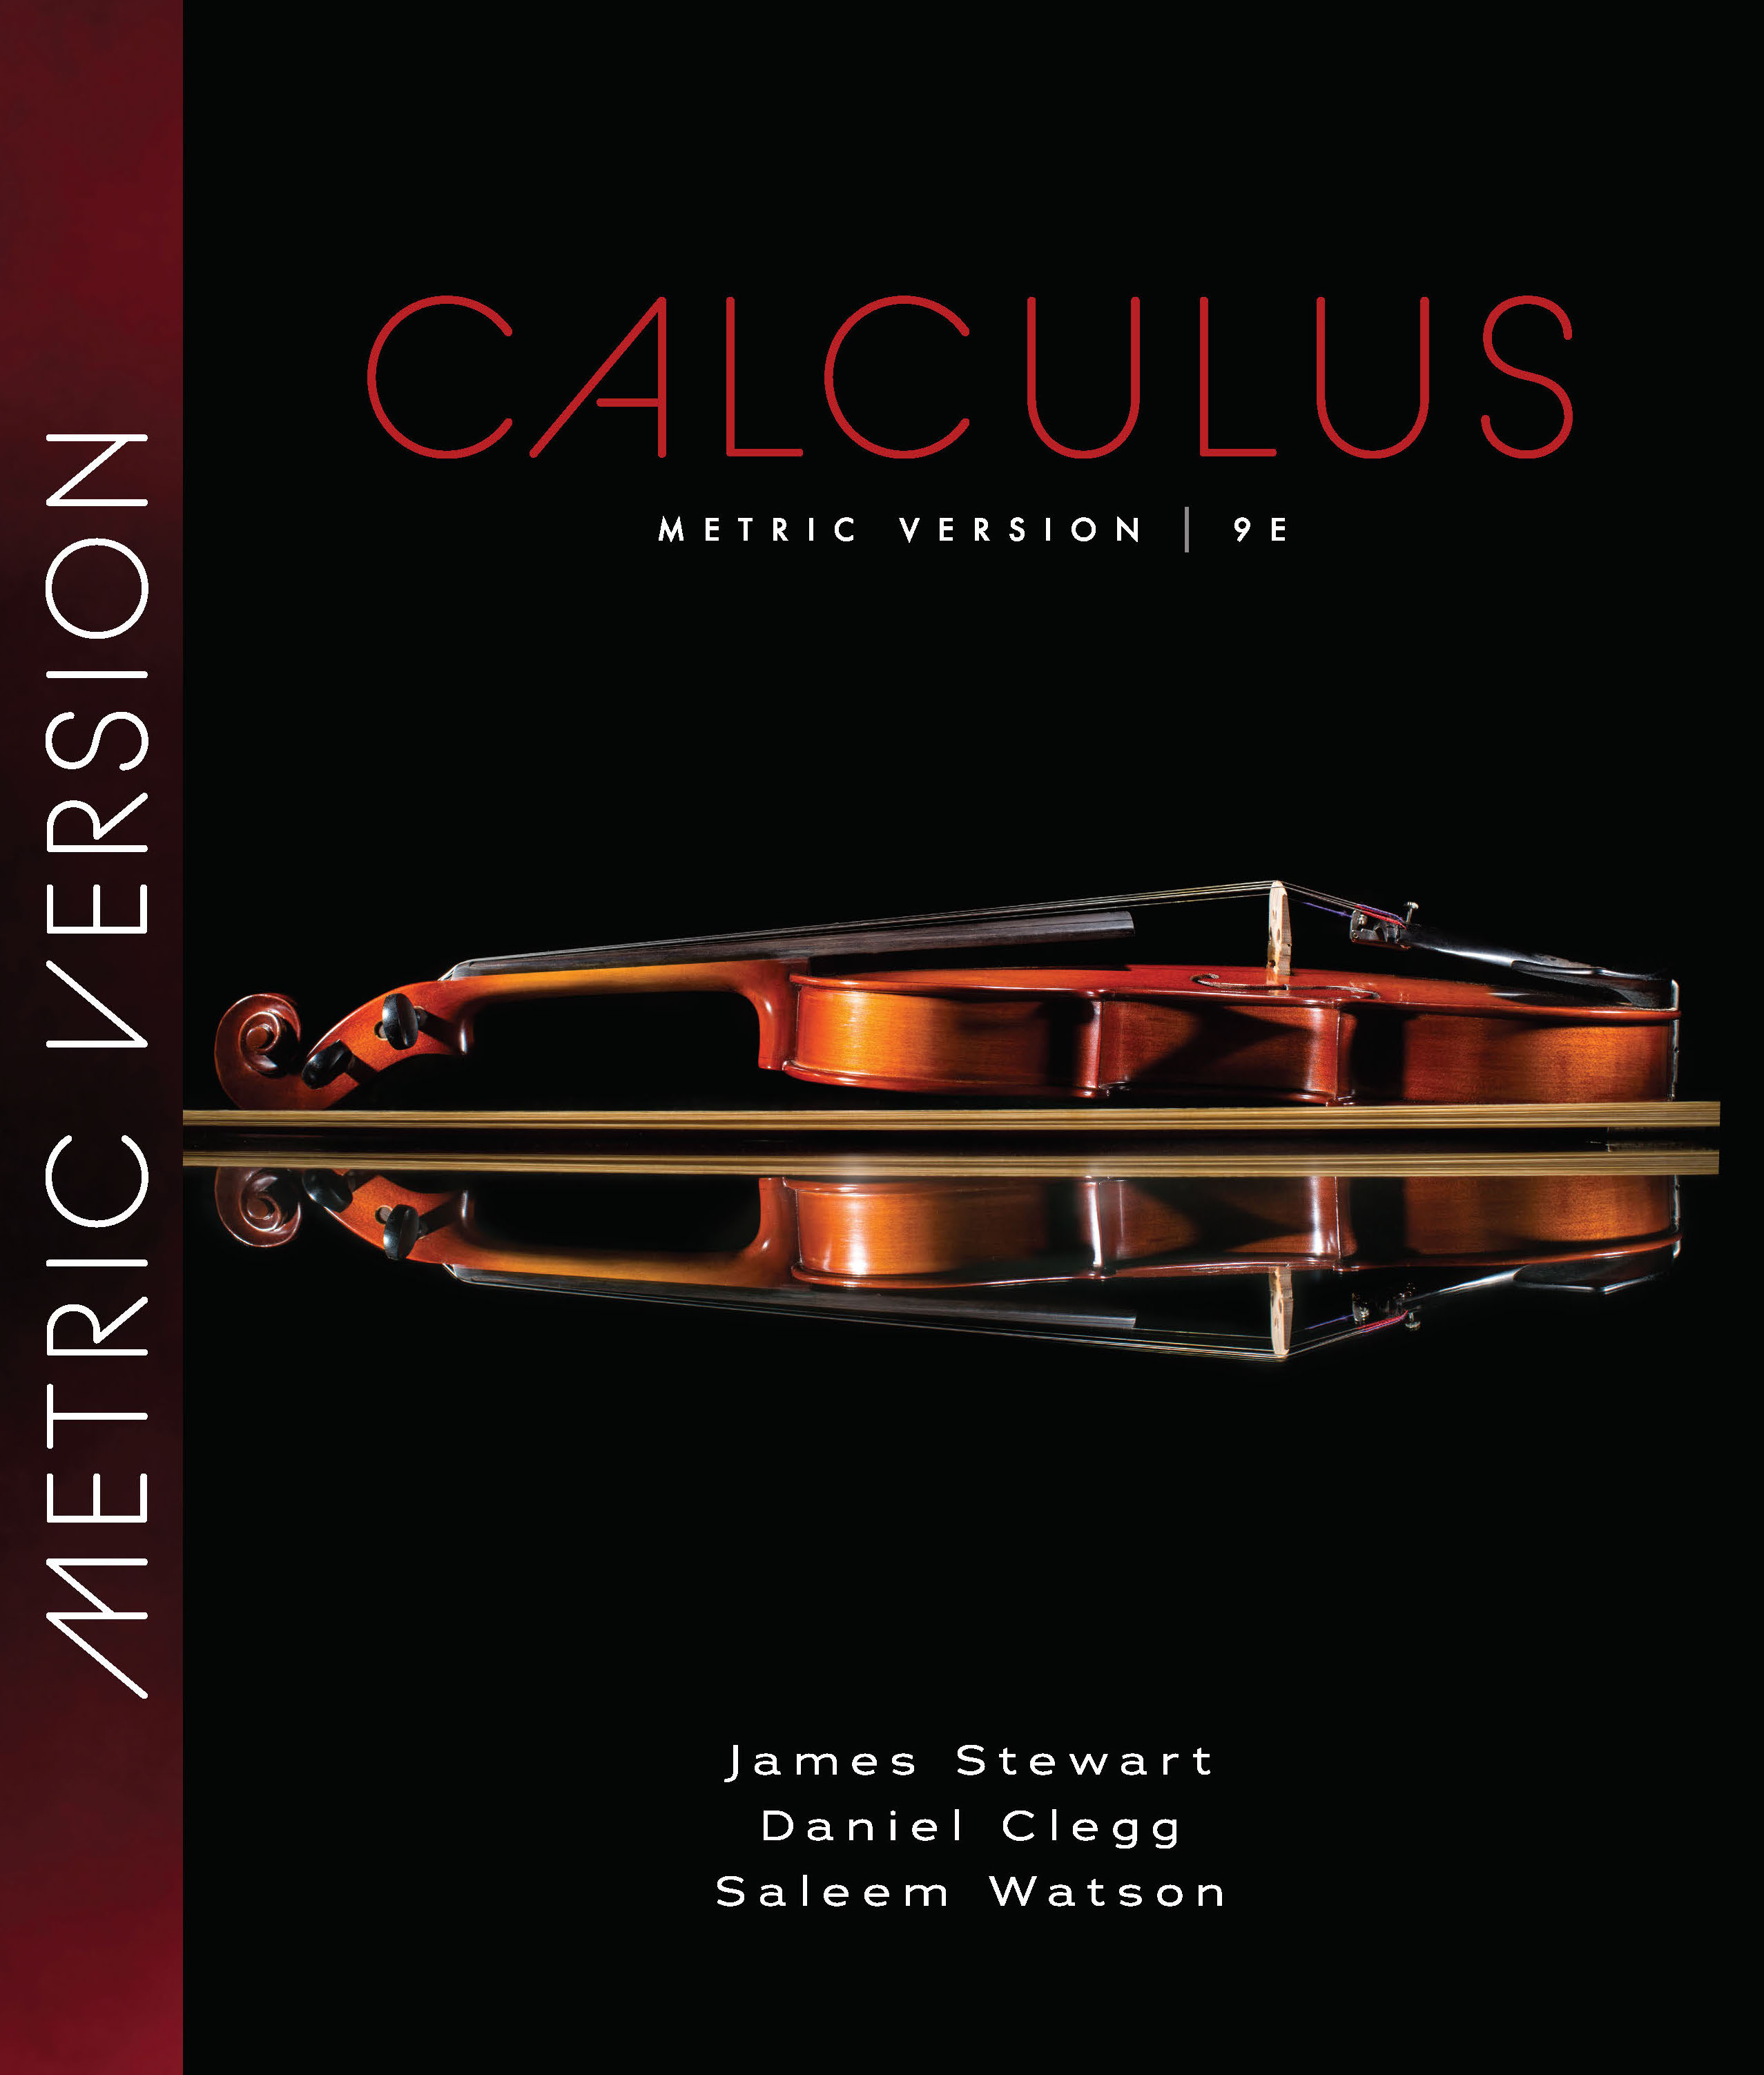 METRIC VERSION
CALCULUS
METRIC VERSION | 9E
James Stewart
Daniel Clegg
Saleem Watson